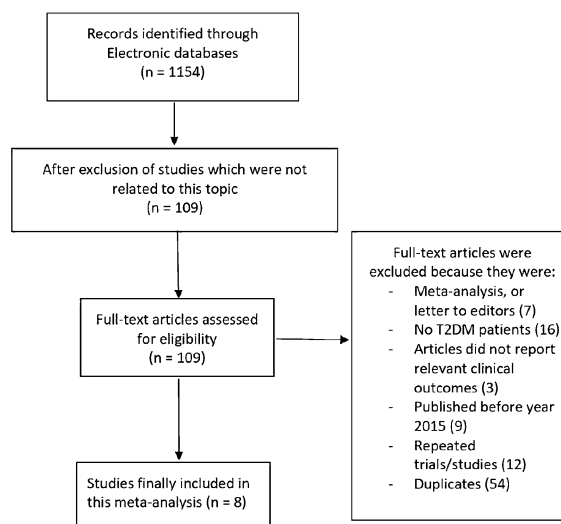 Records identified through
Electronic databases
(n = 1154)
After exclusion of studies which were not
related to this topic
(n = 109)
Full-text articles assessed
for eligibility
(n = 109)
Full-text articles were
excluded because they were:
- Meta-analysis, or
letter to editors (7)
- No T2DM patients (16)
- Articles did not report
relevant clinical
outcomes (3)
- Published before year
2015 (9)
- Repeated
trials/studies (12)
- Duplicates (54)
Studies finally included in
this meta-analysis (n = 8)